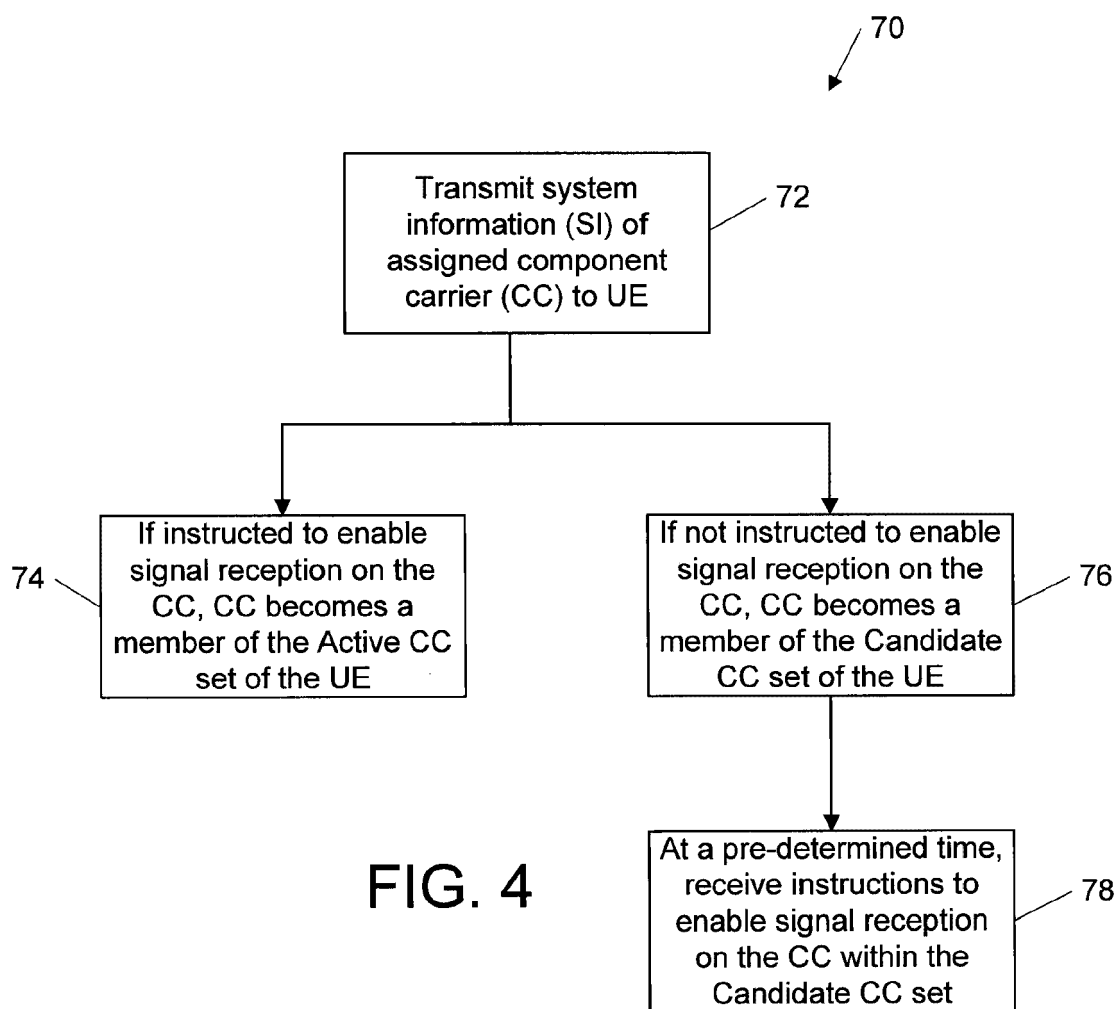 70
Transmit system
information (SI) of
assigned component
carrier (CC) to UE
72
If instructed to enable
signal reception on the
CC, CC becomes a
member of the Active CC
set of the UE
74
If not instructed to enable
signal reception on the
CC, CC becomes a
member of the Candidate
CC set of the UE
76
At a pre-determined time,
receive instructions to
enable signal reception
on the CC within the
Candidate CC set
78
FIG. 4